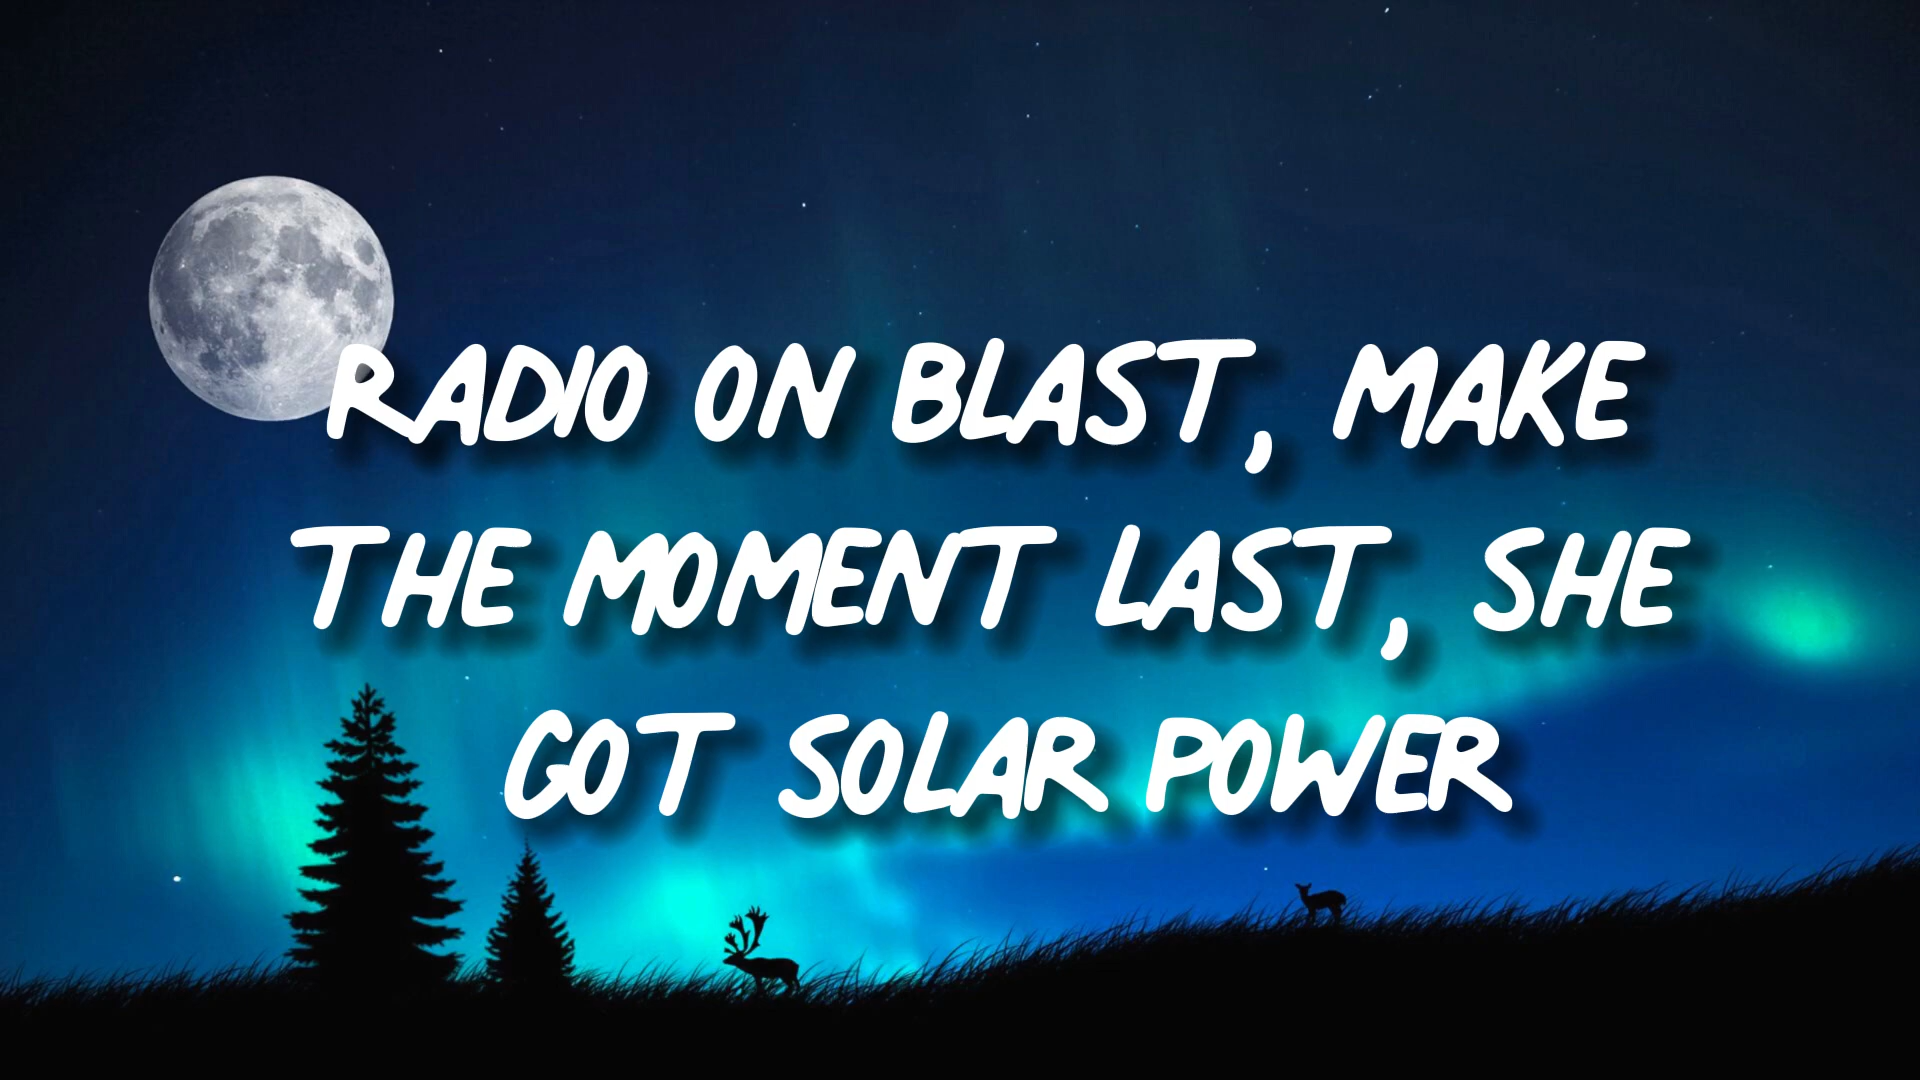 RADIO ON BLAST, MAKE
THE MOMENT LAST, SHE
GOT SOLAR POWER